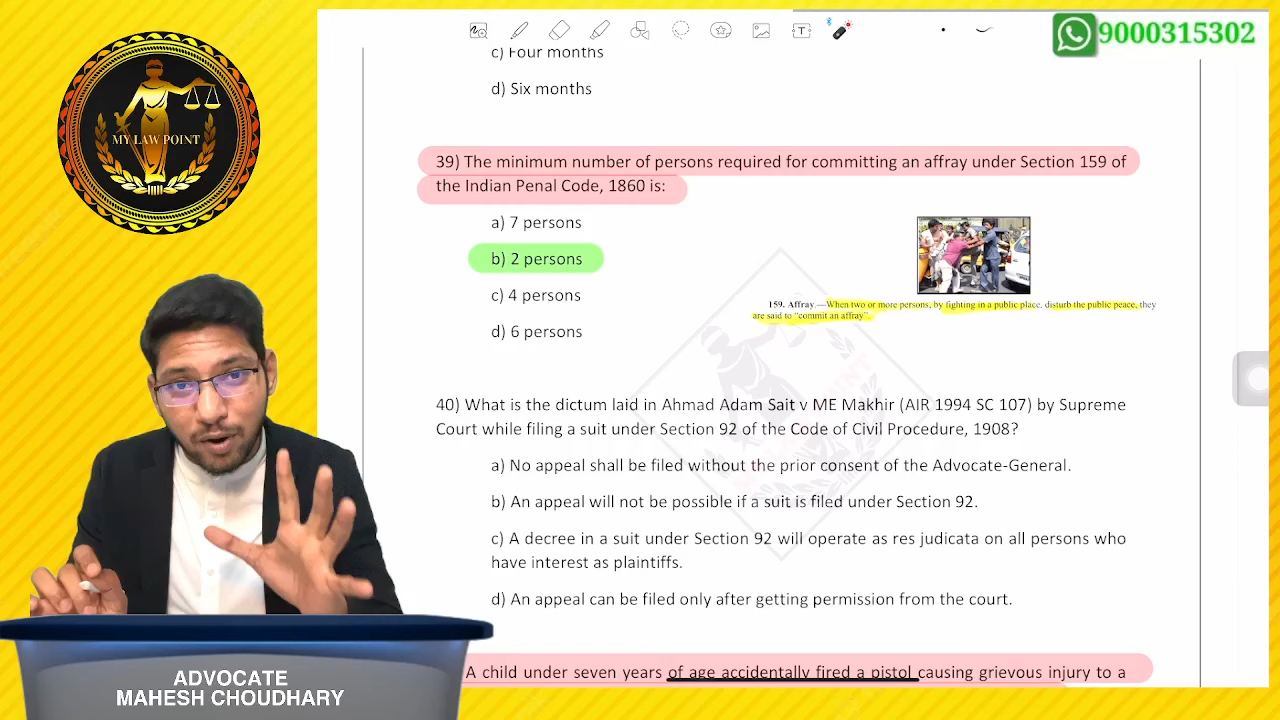 9000315302
MY LAW POINT
T
c) Four months
d) Six months
39) The minimum number of persons required for committing an affray under Section 159 of
the Indian Penal Code, 1860 is:
a) 7 persons
b) 2 persons
c) 4 persons
d) 6 persons
159. Affray.—When two or more persons, by fighting in a public place, disturb the public peace, they
are said to "commit an affray".
40) What is the dictum laid in Ahmad Adam Sait v ME Makhir (AIR 1994 SC 107) by Supreme
Court while filing a suit under Section 92 of the Code of Civil Procedure, 1908?
a) No appeal shall be filed without the prior consent of the Advocate-General.
b) An appeal will not be possible if a suit is filed under Section 92.
c) A decree in a suit under Section 92 will operate as res judicata on all persons who
have interest as plaintiffs.
d) An appeal can be filed only after getting permission from the court.
A child under seven years of age accidentally fired a pistol causing grievous injury to a
ADVOCATE
MAHESH CHOUDHARY